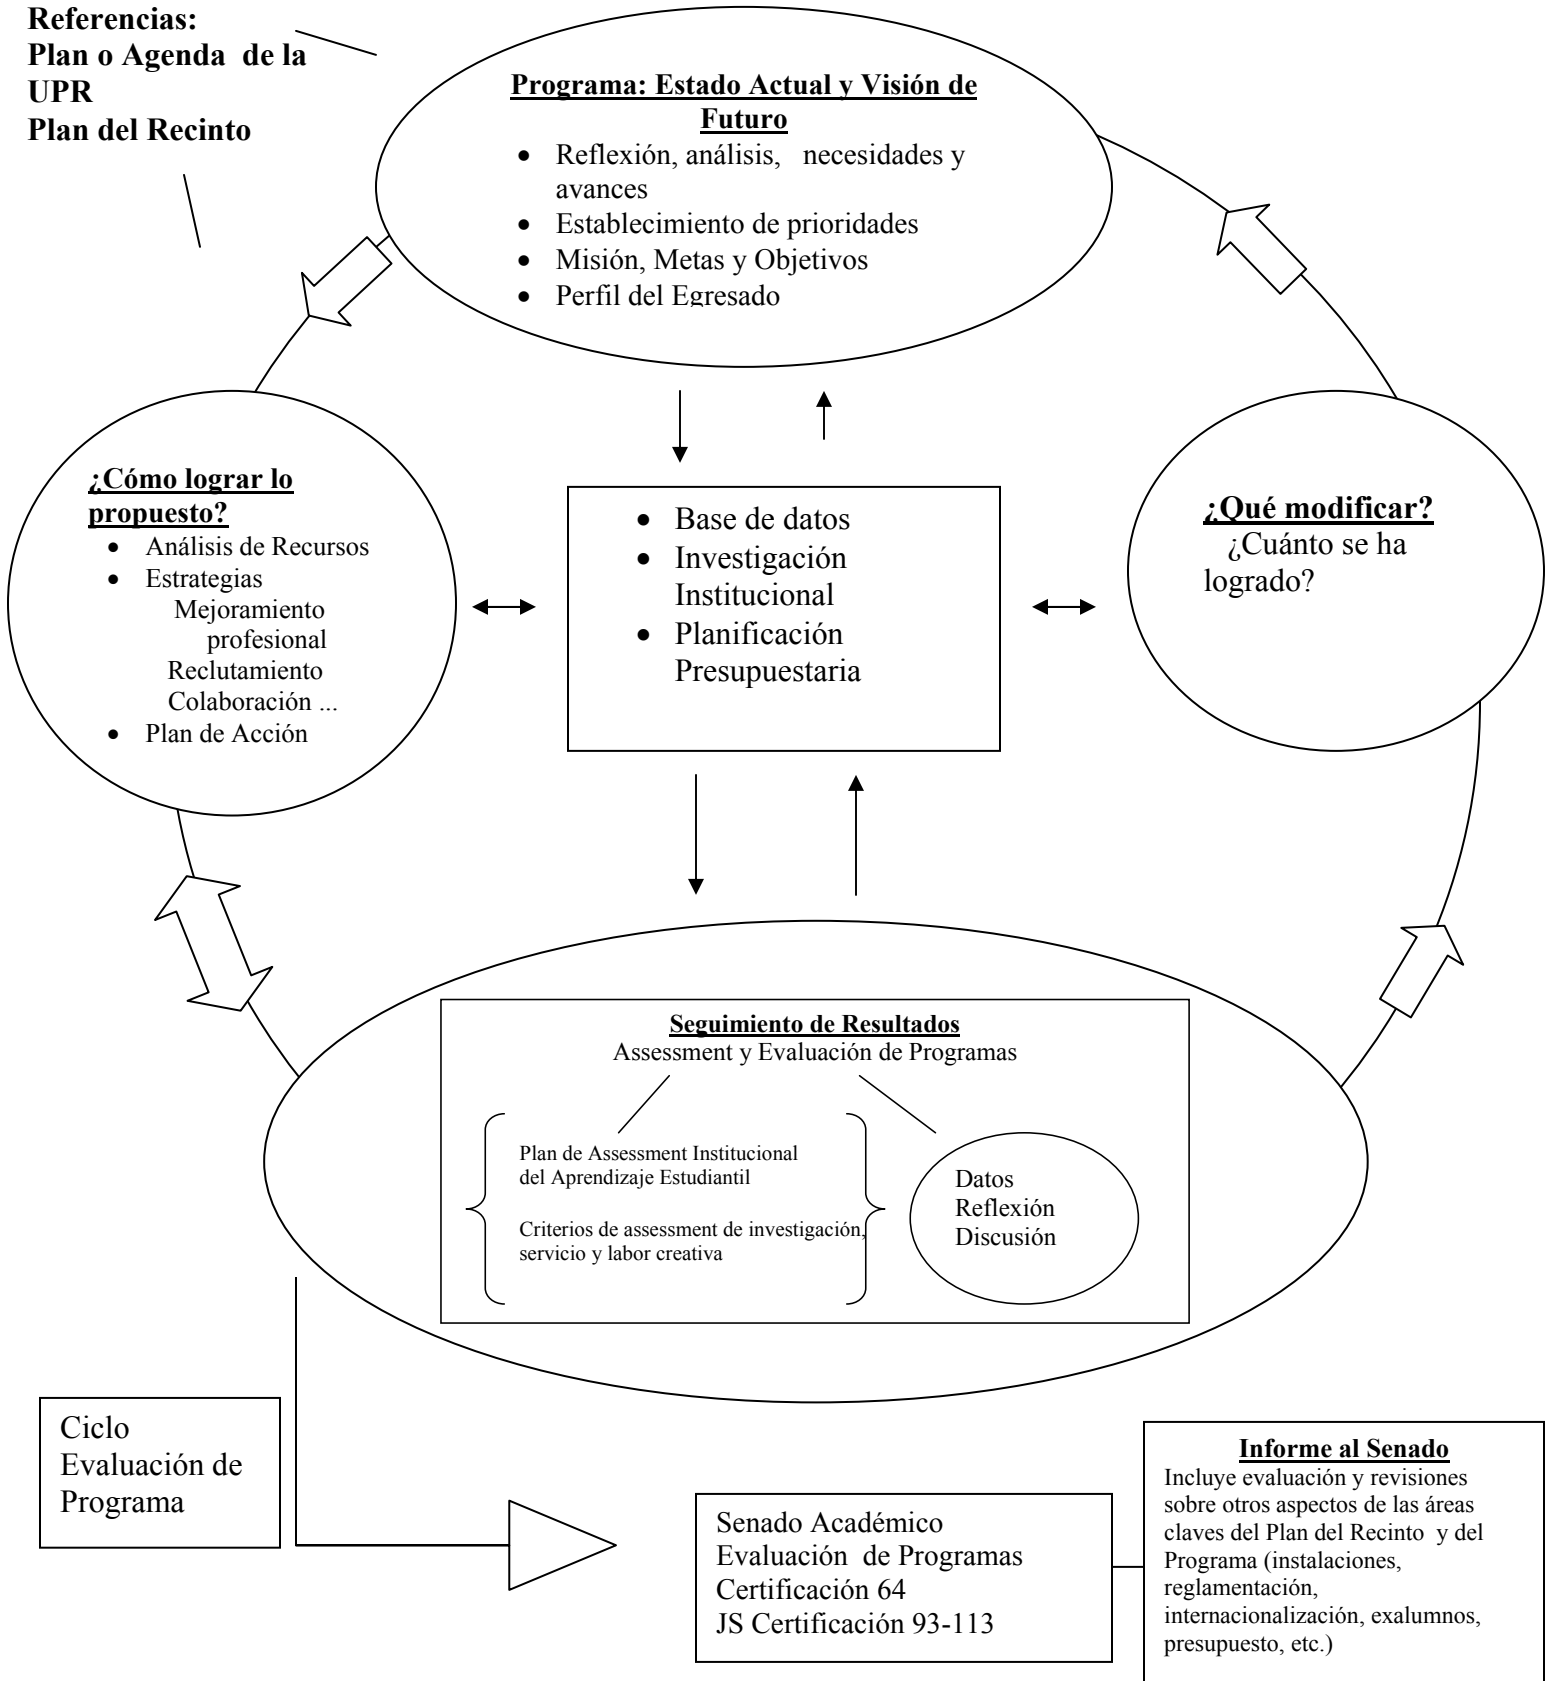 Referencias:
Plan o Agenda de la
UPR
Plan del Recinto
Programa: Estado Actual y Visión de
Futuro
• Reflexión, análisis, necesidades y
avances
• Establecimiento de prioridades
• Misión, Metas y Objetivos
• Perfil del Egresado
¿Cómo lograr lo
propuesto?
• Análisis de Recursos
• Estrategias
Mejoramiento
profesional
Reclutamiento
Colaboración ...
• Plan de Acción
• Base de datos
• Investigación
Institucional
• Planificación
Presupuestaria
¿Qué modificar?
¿Cuánto se ha
logrado?
Seguimiento de Resultados
Assessment y Evaluación de Programas
Plan de Assessment Institucional
del Aprendizaje Estudiantil
Criterios de assessment de investigación,
servicio y labor creativa
Datos
Reflexión
Discusión
Ciclo
Evaluación de
Programa
Senado Académico
Evaluación de Programas
Certificación 64
JS Certificación 93-113
Informe al Senado
Incluye evaluación y revisiones
sobre otros aspectos de las áreas
claves del Plan del Recinto y del
Programa (instalaciones,
reglamentación,
internacionalización, exalumnos,
presupuesto, etc.)